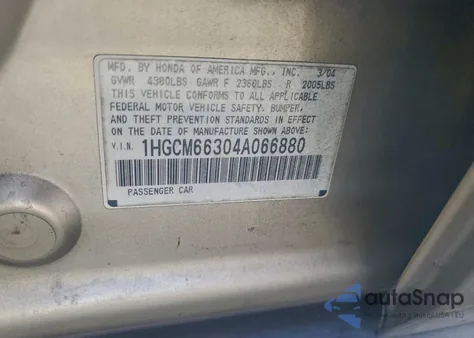 MFD. BY HONDA OF AMERICA MFG., INC. 3/04
GVWR 4300LBS GAWR F 2360LBS R 2005LBS
THIS VEHICLE CONFORMS TO ALL APPLICABLE
FEDERAL MOTOR VEHICLE SAFETY, BUMPER,
AND THEFT PREVENTION STANDARDS IN EFFECT
ON THE DATE OF MANUFACTURE SHOWN ABOVE:
V.I.N. 1HGCM66304A066880
PASSENGER CAR
autoSnap